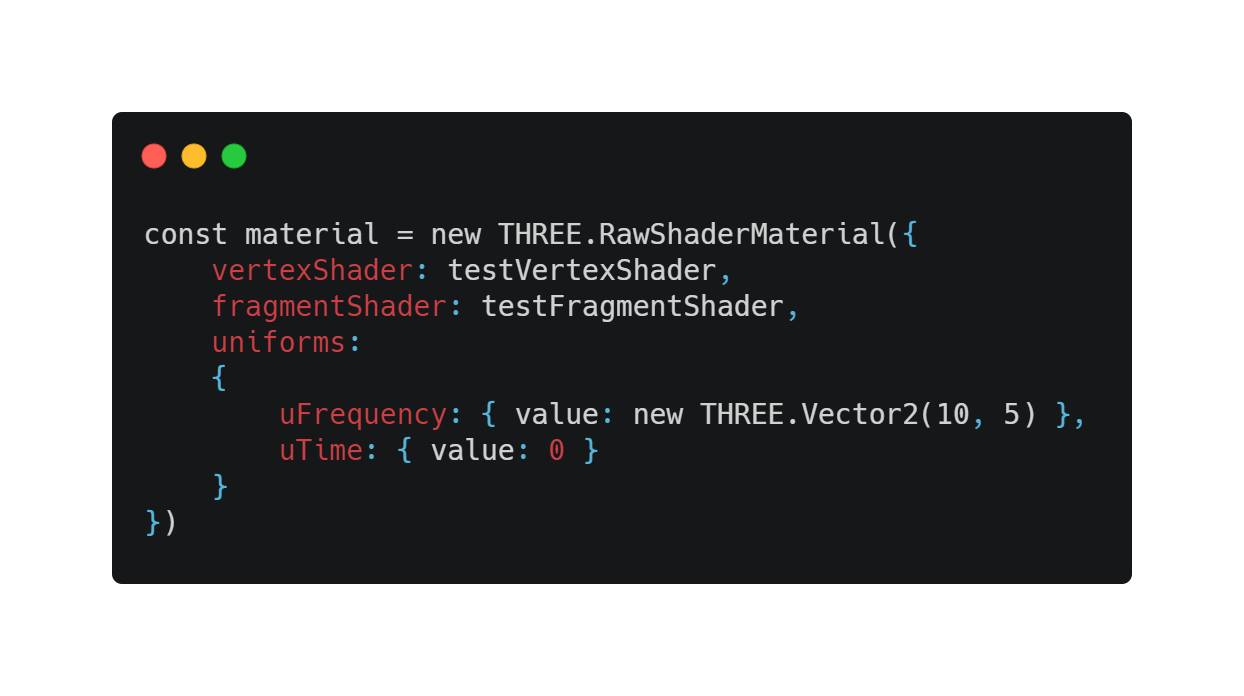 const material = new THREE.RawShaderMaterial({
    vertexShader: testVertexShader,
    fragmentShader: testFragmentShader,
    uniforms:
    {
        uFrequency: { value: new THREE.Vector2(10, 5) },
        uTime: { value: 0 }
    }
})